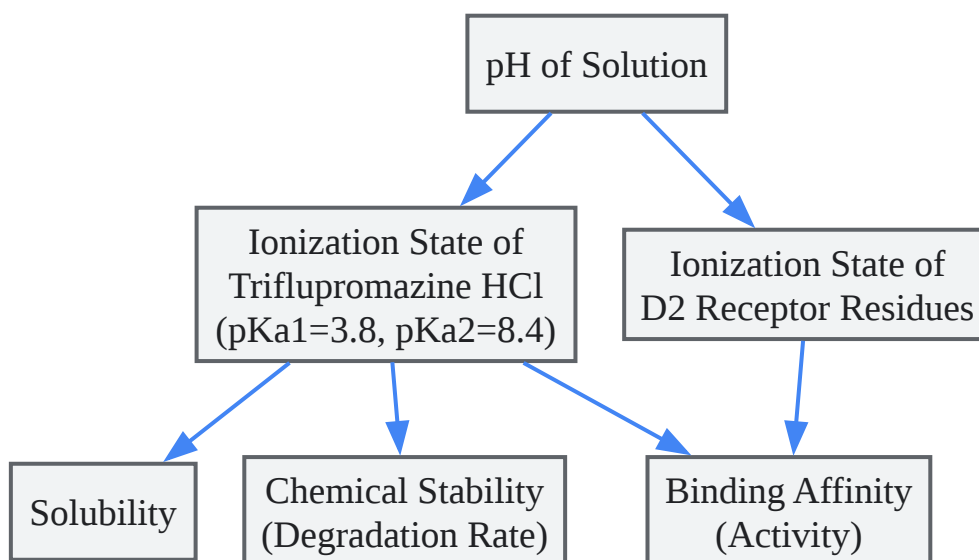 pH of Solution
Ionization State of
Triflupromazine HCl
(pKa1=3.8, pKa2=8.4)
Ionization State of
D2 Receptor Residues
Solubility
Chemical Stability
(Degradation Rate)
Binding Affinity
(Activity)